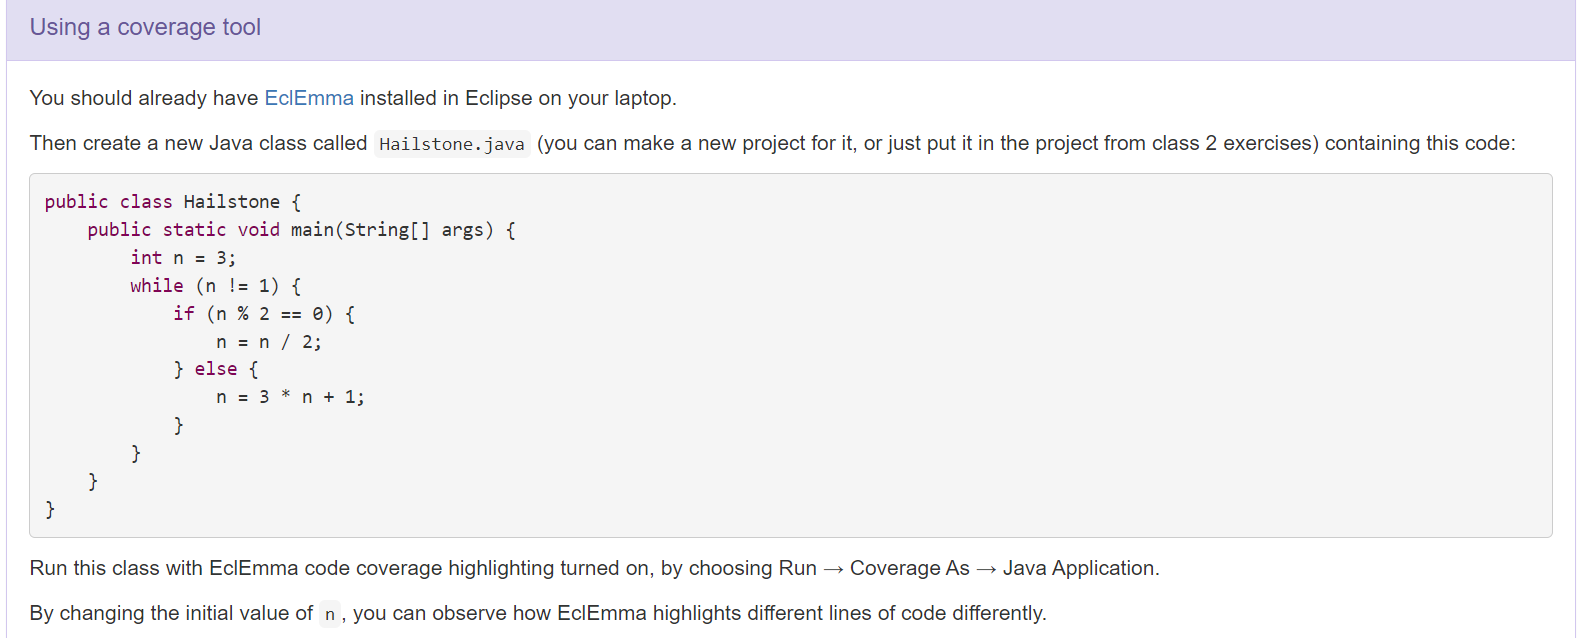 Using a coverage tool
You should already have EclEmma installed in Eclipse on your laptop.
Then create a new Java class called Hailstone.java (you can make a new project for it, or just put it in the project from class 2 exercises) containing this code:
public class Hailstone {
    public static void main(String[] args) {
        int n = 3;
        while (n != 1) {
            if (n % 2 == 0) {
                n = n / 2;
            } else {
                n = 3 * n + 1;
            }
        }
    }
}
Run this class with EclEmma code coverage highlighting turned on, by choosing Run → Coverage As → Java Application.
By changing the initial value of n, you can observe how EclEmma highlights different lines of code differently.